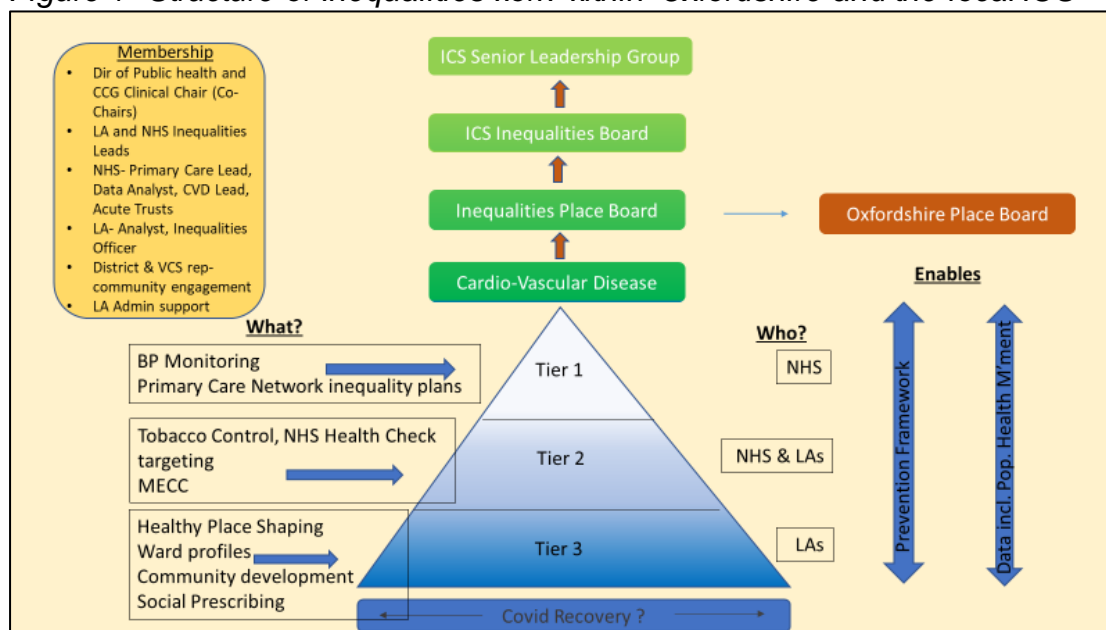 Membership
• Dir of Public health and
CCG Clinical Chair (Co-
Chairs)
• LA and NHS Inequalities
Leads
• NHS- Primary Care Lead,
Data Analyst, CVD Lead,
Acute Trusts
• LA- Analyst, Inequalities
Officer
• District & VCS rep-
community engagement
• LA Admin support
ICS Senior Leadership Group
ICS Inequalities Board
Inequalities Place Board
Oxfordshire Place Board
Cardio-Vascular Disease
What?
BP Monitoring
Primary Care Network inequality plans
Tobacco Control, NHS Health Check
targeting
MECC
Healthy Place Shaping
Ward profiles
Community development
Social Prescribing
Tier 1
Tier 2
Tier 3
Who?
NHS
NHS & LAs
LAs
Enables
Prevention Framework
Data incl. Pop. Health M'ment
Covid Recovery ?